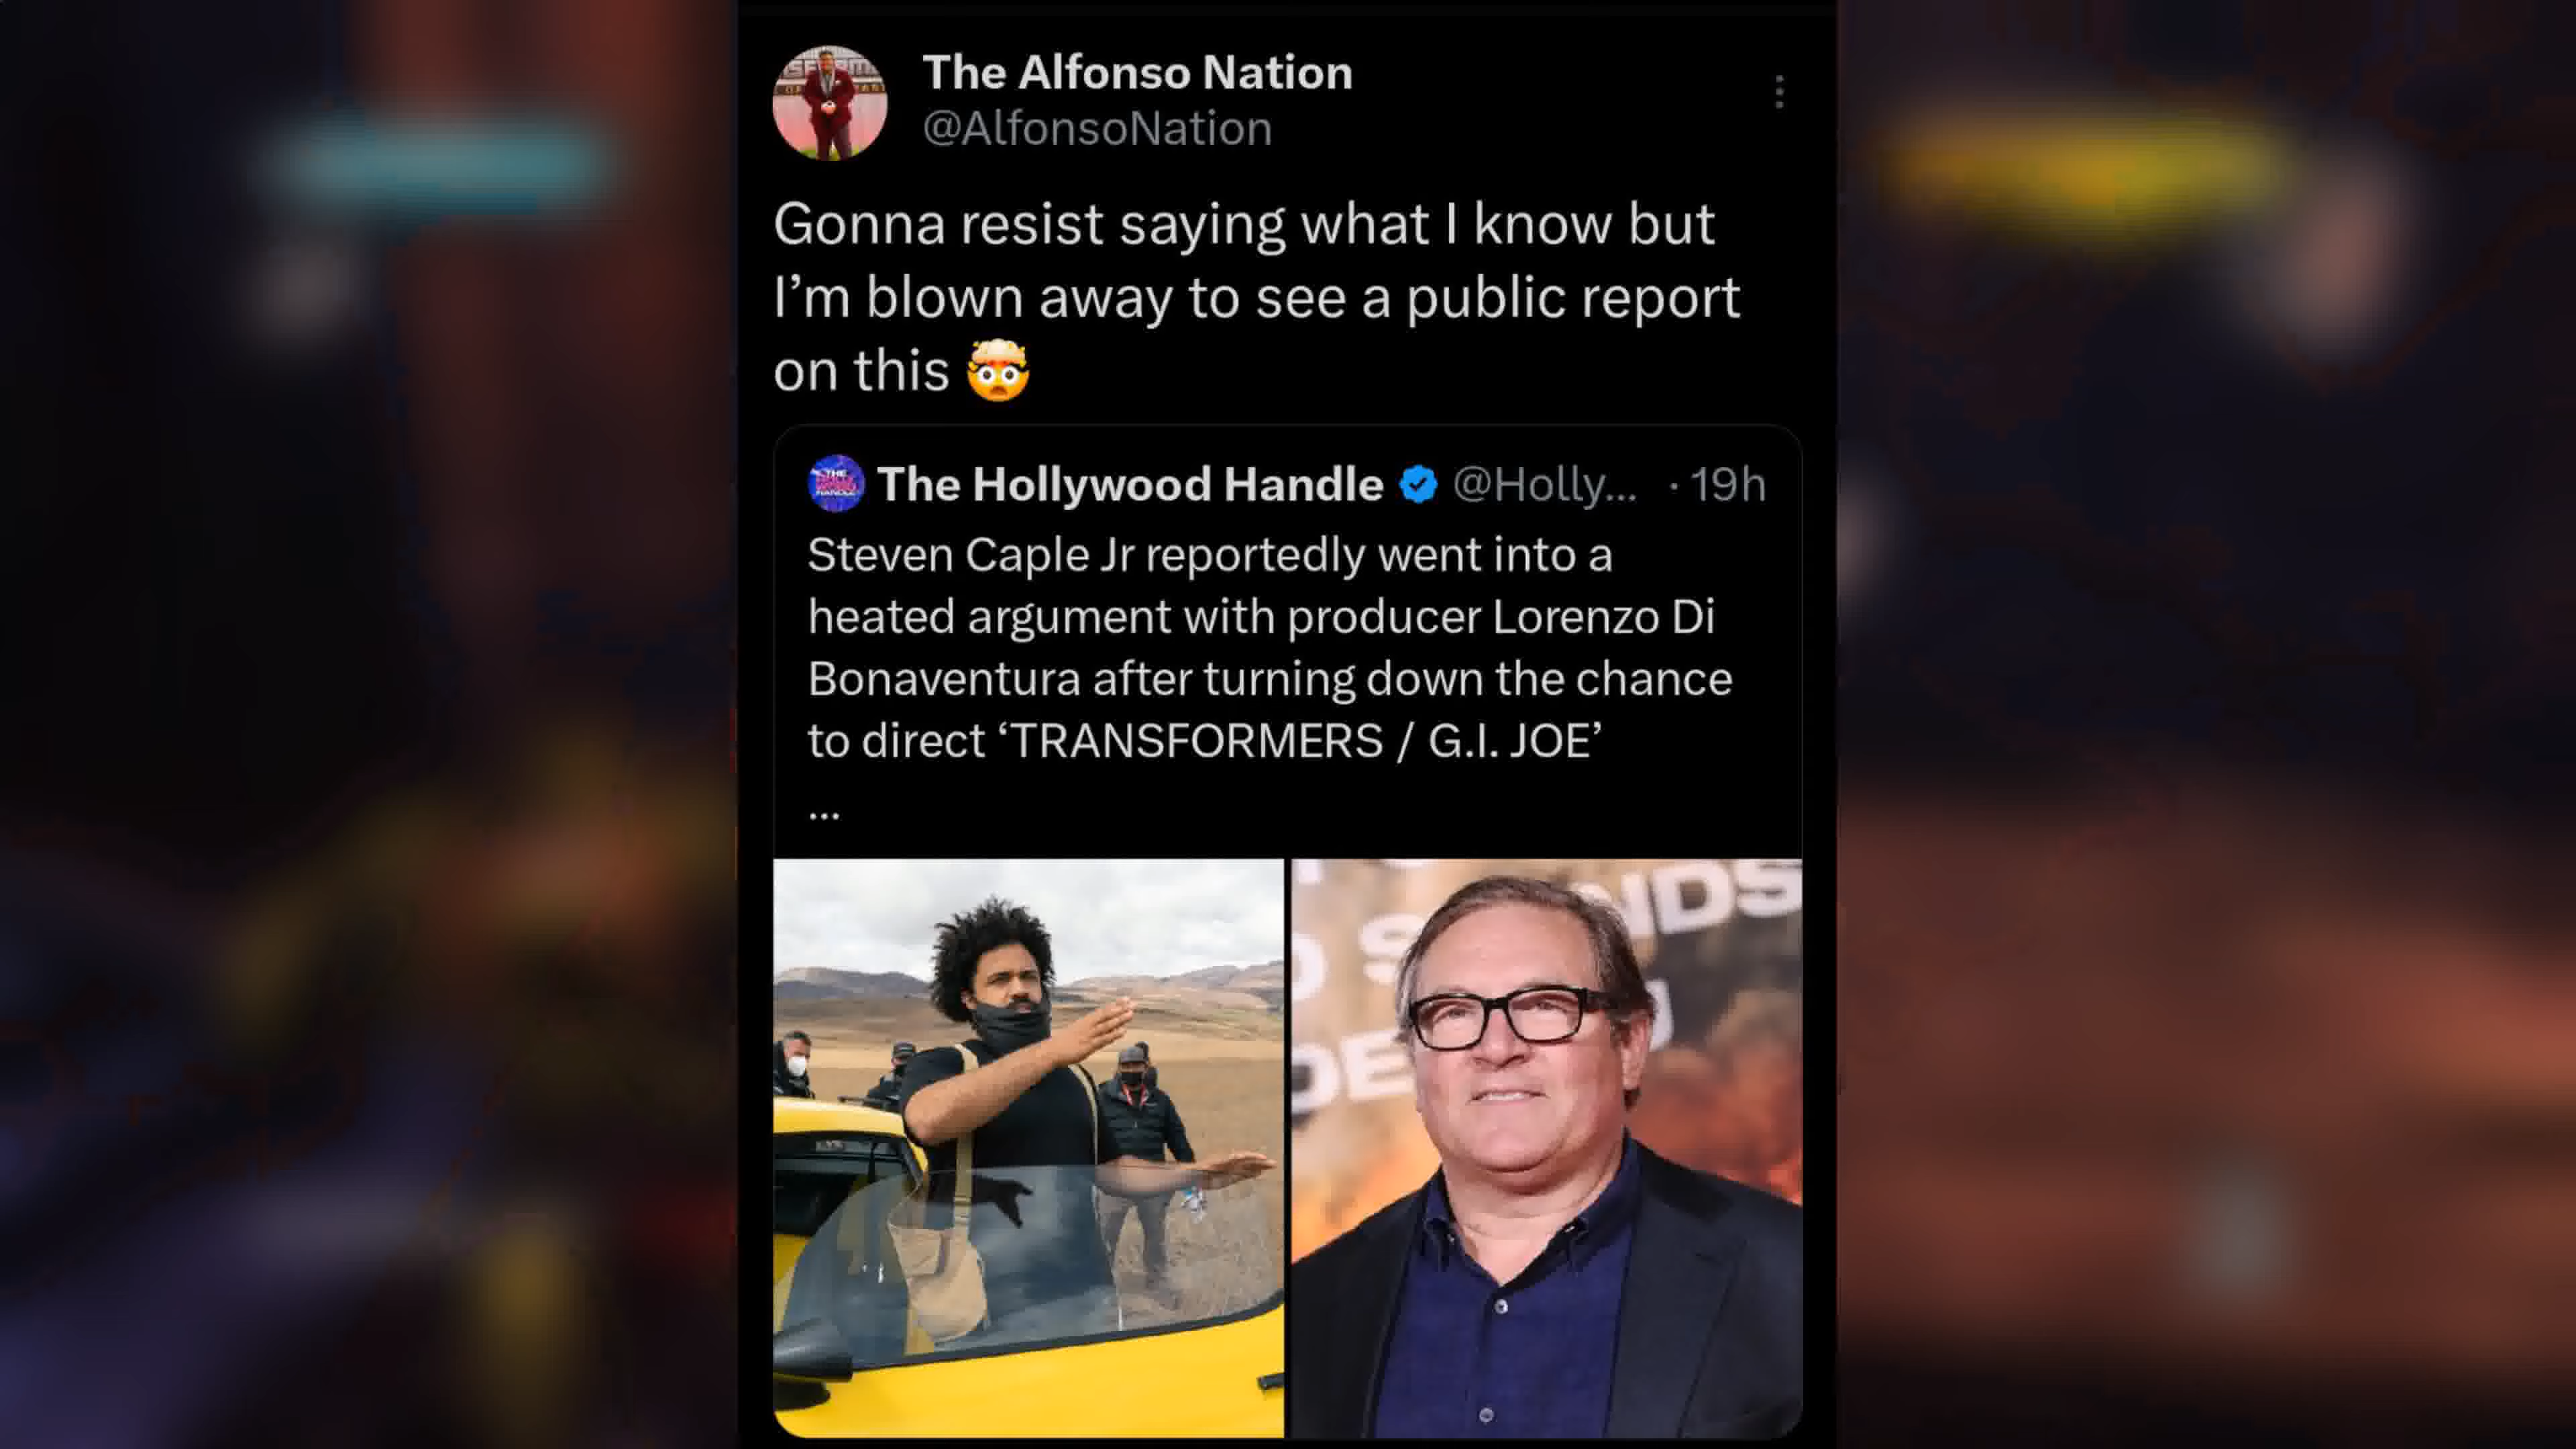 The Alfonso Nation
@AlfonsoNation
Gonna resist saying what I know but
I’m blown away to see a public report
on this 🤯
The Hollywood Handle @Holly... · 19h
Steven Caple Jr reportedly went into a
heated argument with producer Lorenzo Di
Bonaventura after turning down the chance
to direct ‘TRANSFORMERS / G.I. JOE’
...
NDS